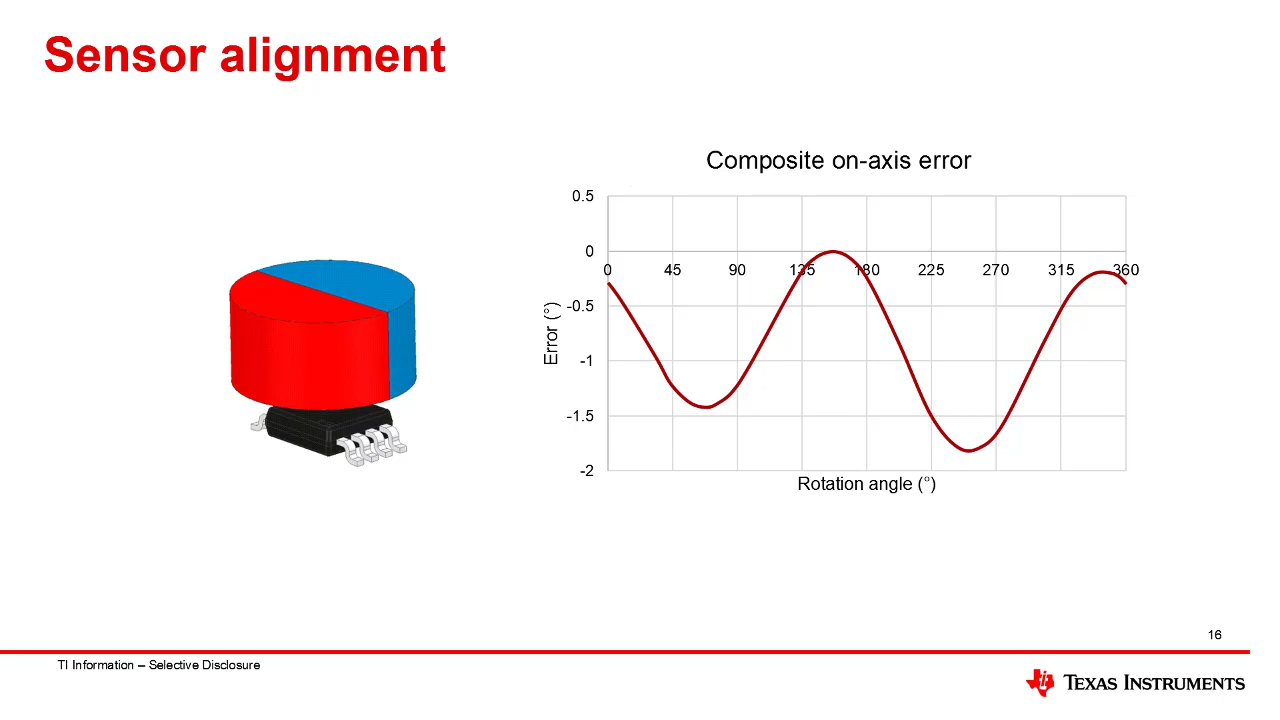 Sensor alignment
Composite on-axis error
0.5
0
0 45 90 135 180 225 270 315 360
-0.5
-1
-1.5
-2
Error (°)
Rotation angle (°)
16
TI Information – Selective Disclosure
TEXAS INSTRUMENTS